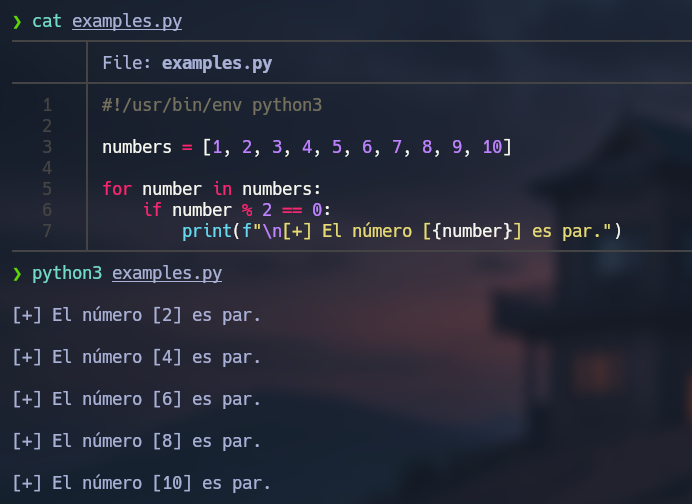 ❯ cat examples.py
File: examples.py
1 #!/usr/bin/env python3
2
3 numbers = [1, 2, 3, 4, 5, 6, 7, 8, 9, 10]
4
5 for number in numbers:
6     if number % 2 == 0:
7         print(f"\n[+] El número [{number}] es par.")
❯ python3 examples.py
[+] El número [2] es par.
[+] El número [4] es par.
[+] El número [6] es par.
[+] El número [8] es par.
[+] El número [10] es par.